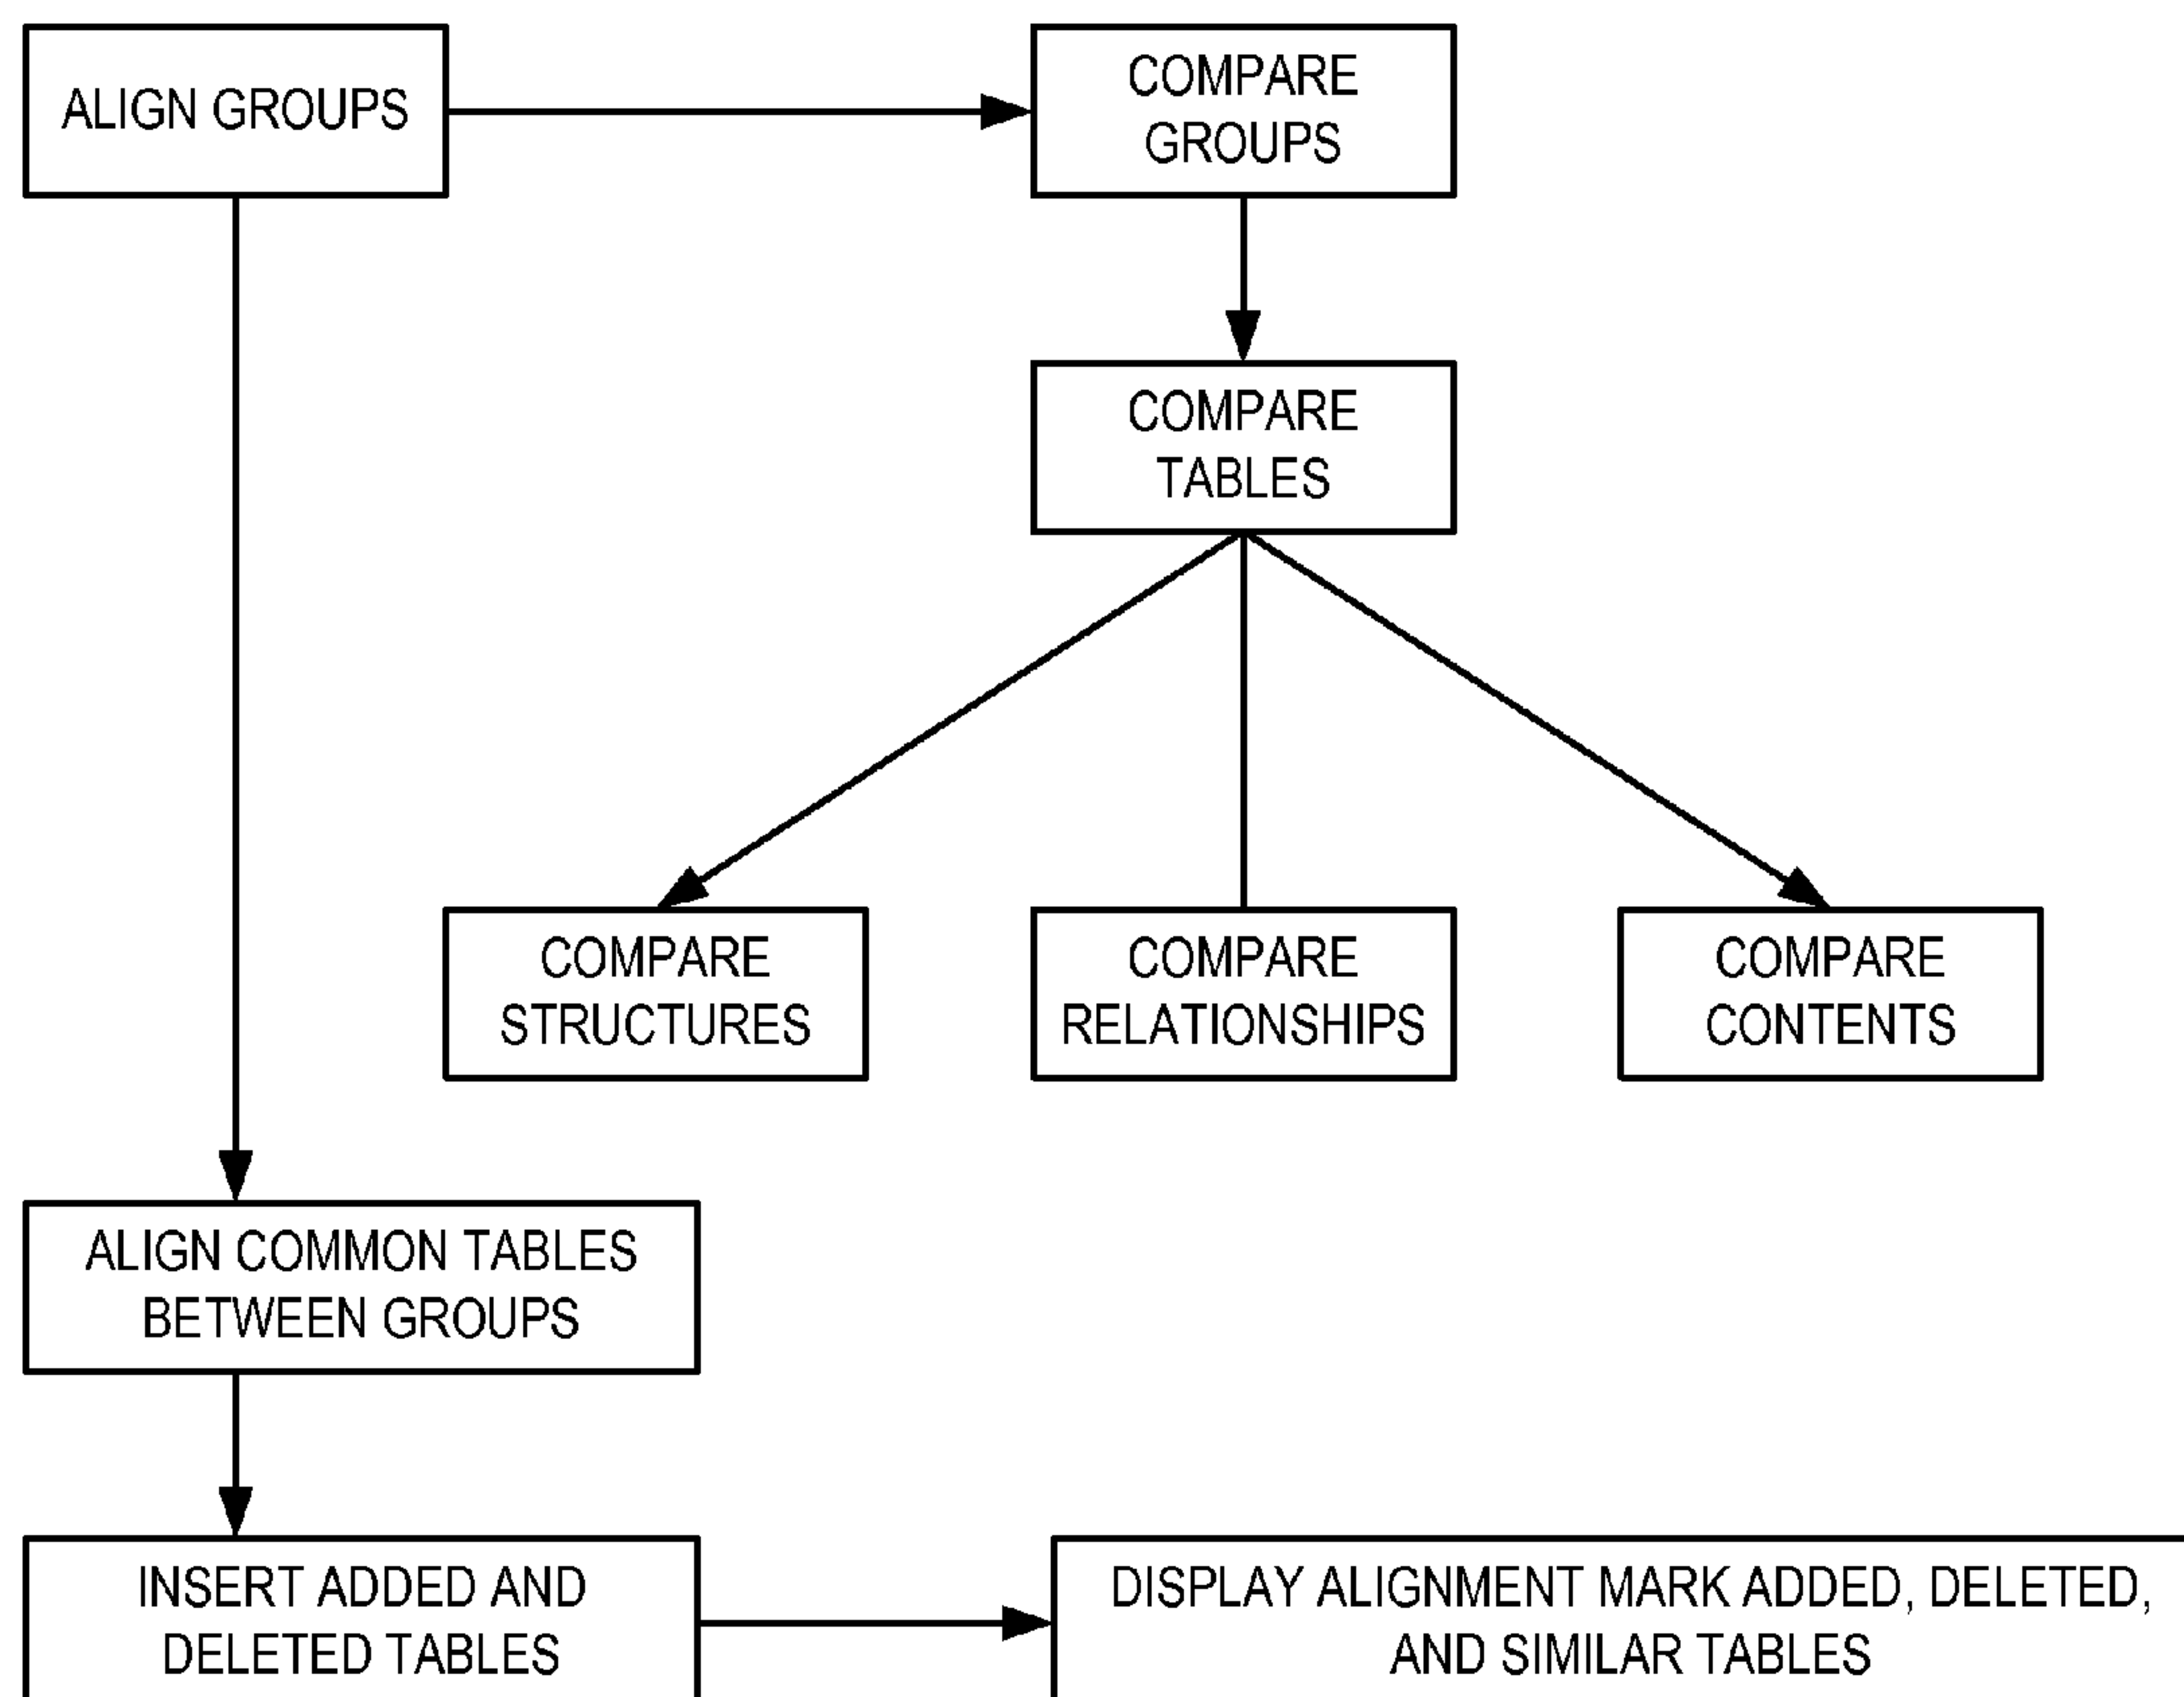 ALIGN GROUPS
COMPARE
GROUPS
COMPARE
TABLES
COMPARE
STRUCTURES
COMPARE
RELATIONSHIPS
COMPARE
CONTENTS
ALIGN COMMON TABLES
BETWEEN GROUPS
INSERT ADDED AND
DELETED TABLES
DISPLAY ALIGNMENT MARK ADDED, DELETED,
AND SIMILAR TABLES